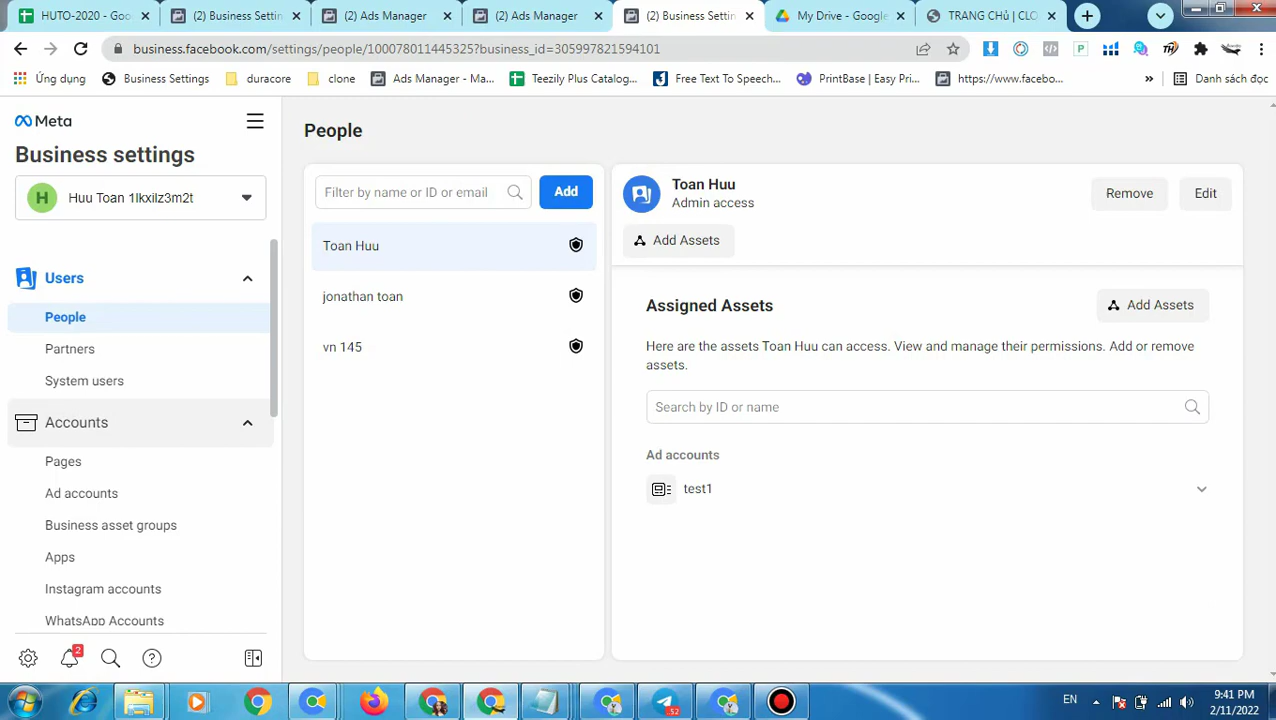 HUTO-2020 - Goo
(2) Business Settin
(2) Ads Manager
(2) Ads Manager
(2) Business Settin
My Drive - Google
TRANG CHỦ | CLO
business.facebook.com/settings/people/100078011445325?business_id=305997821594101
Ứng dụng
Business Settings
duracore
clone
Ads Manager - Ma...
Teezily Plus Catalog...
Free Text To Speech...
PrintBase | Easy Pri...
https://www.facebo...
»
Danh sách đọc
Meta
Business settings
H
Huu Toan 1lkxilz3m2t
Users
People
Partners
System users
Accounts
Pages
Ad accounts
Business asset groups
Apps
Instagram accounts
WhatsApp Accounts
2
People
Filter by name or ID or email
Add
Toan Huu
jonathan toan
vn 145
Toan Huu
Admin access
Remove
Edit
Add Assets
Assigned Assets
Add Assets
Here are the assets Toan Huu can access. View and manage their permissions. Add or remove
assets.
Search by ID or name
Ad accounts
test1
52
EN
9:41 PM
2/11/2022